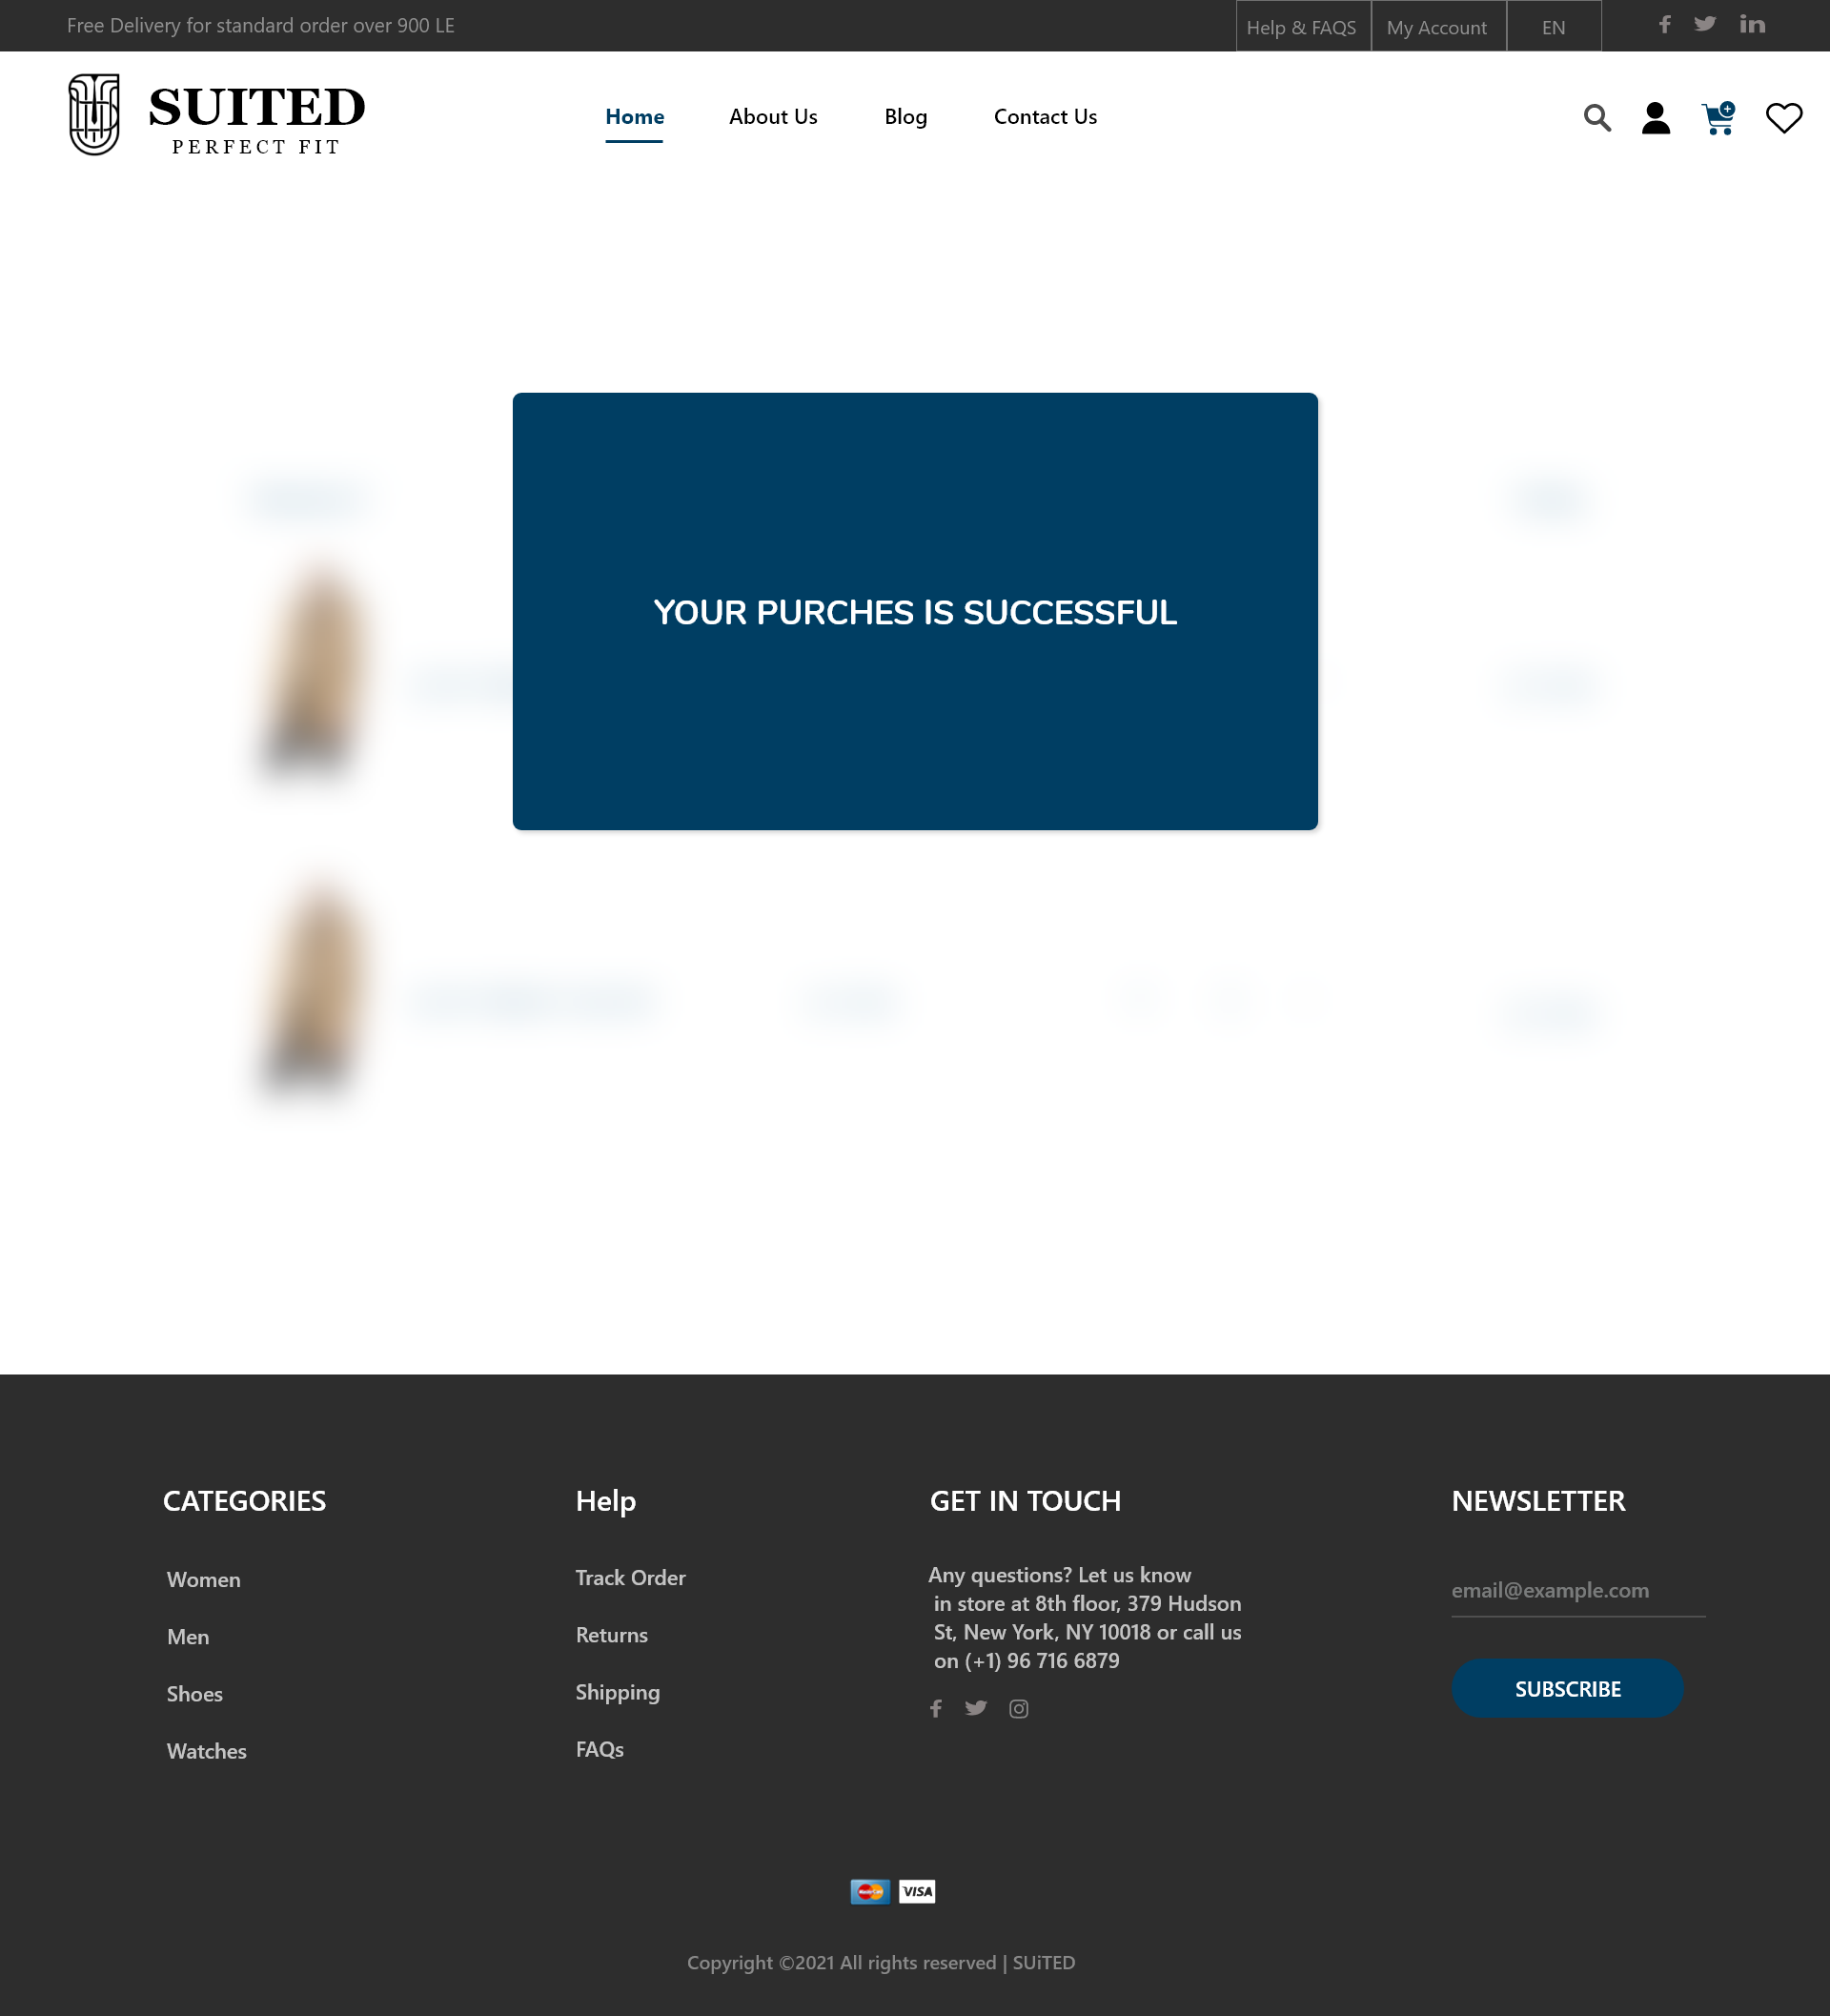 Free Delivery for standard order over 900 LE
Help & FAQS
My Account
EN
SUITED
PERFECT FIT
Home
About Us
Blog
Contact Us
YOUR PURCHES IS SUCCESSFUL
CATEGORIES
Women
Men
Shoes
Watches
Help
Track Order
Returns
Shipping
FAQs
GET IN TOUCH
Any questions? Let us know
in store at 8th floor, 379 Hudson
St, New York, NY 10018 or call us
on (+1) 96 716 6879
NEWSLETTER
email@example.com
SUBSCRIBE
MasterCard
VISA
Copyright ©2021 All rights reserved | SUiTED